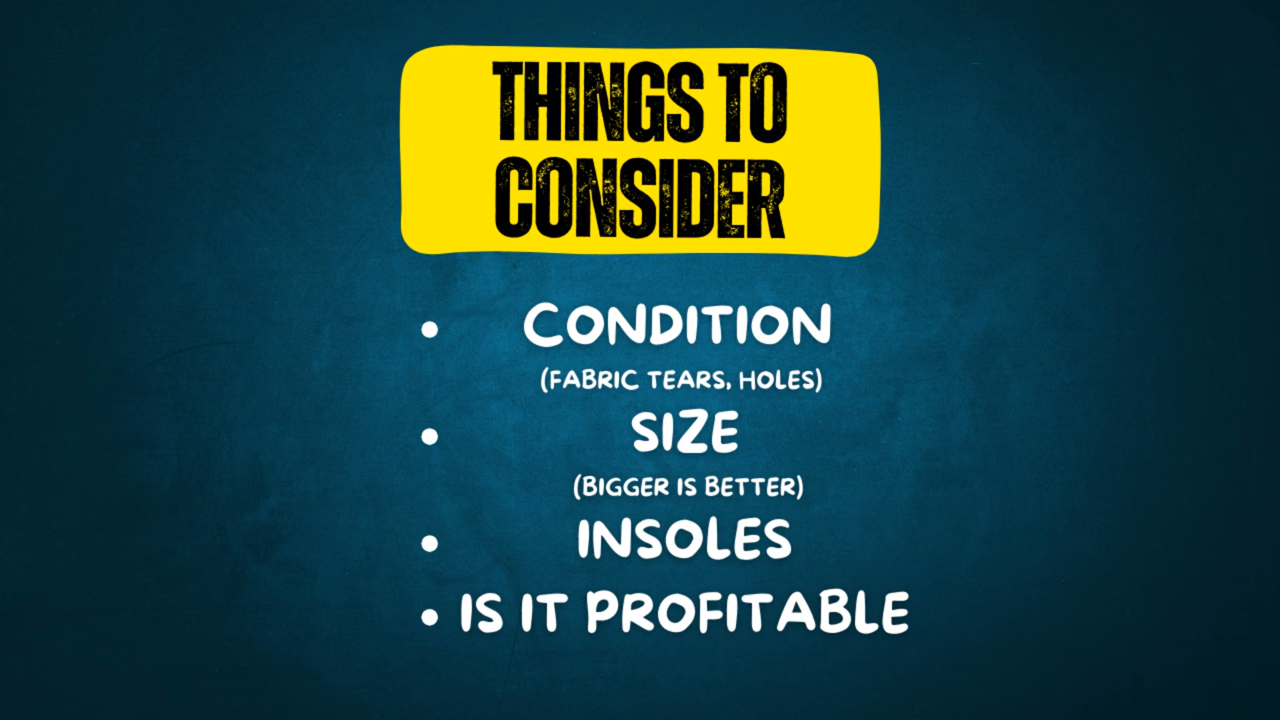 THINGS TO
CONSIDER
• CONDITION
(FABRIC TEARS, HOLES)
• SIZE
(BIGGER IS BETTER)
• INSOLES
• IS IT PROFITABLE